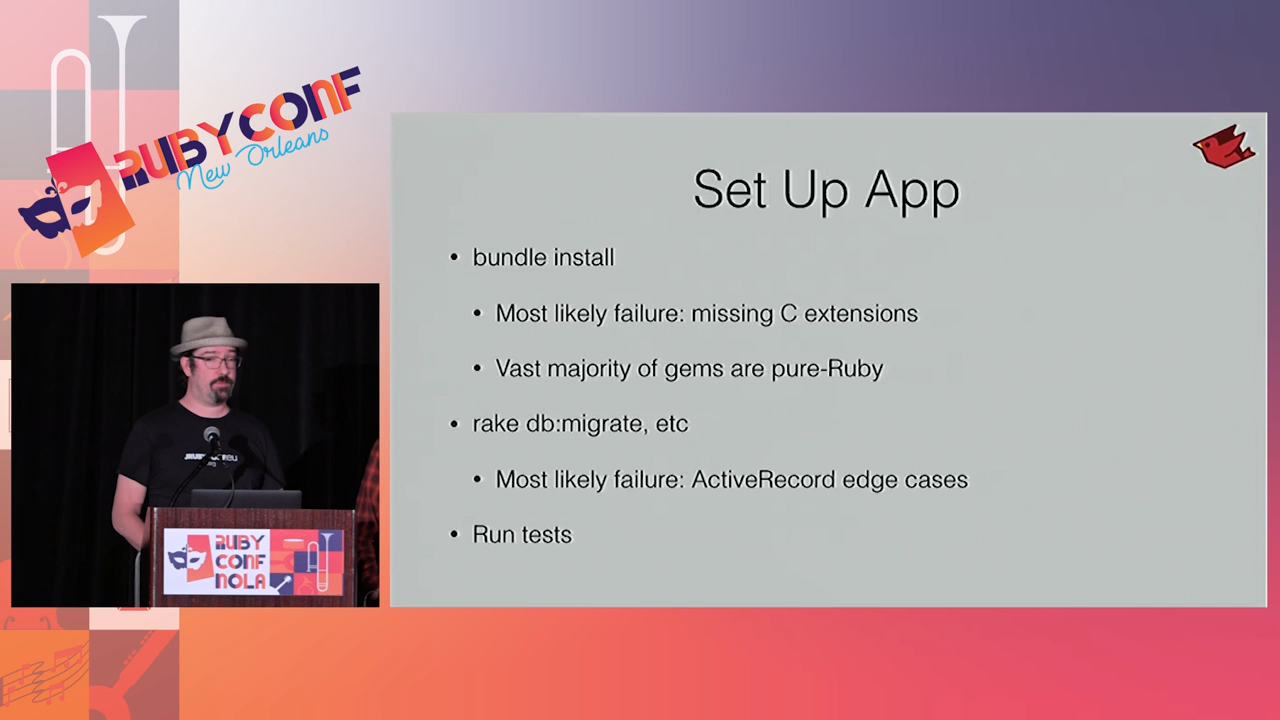 RUBYCONF
New Orleans
Set Up App
• bundle install
• Most likely failure: missing C extensions
• Vast majority of gems are pure-Ruby
• rake db:migrate, etc
• Most likely failure: ActiveRecord edge cases
• Run tests
RUBY
CONF
NOLA